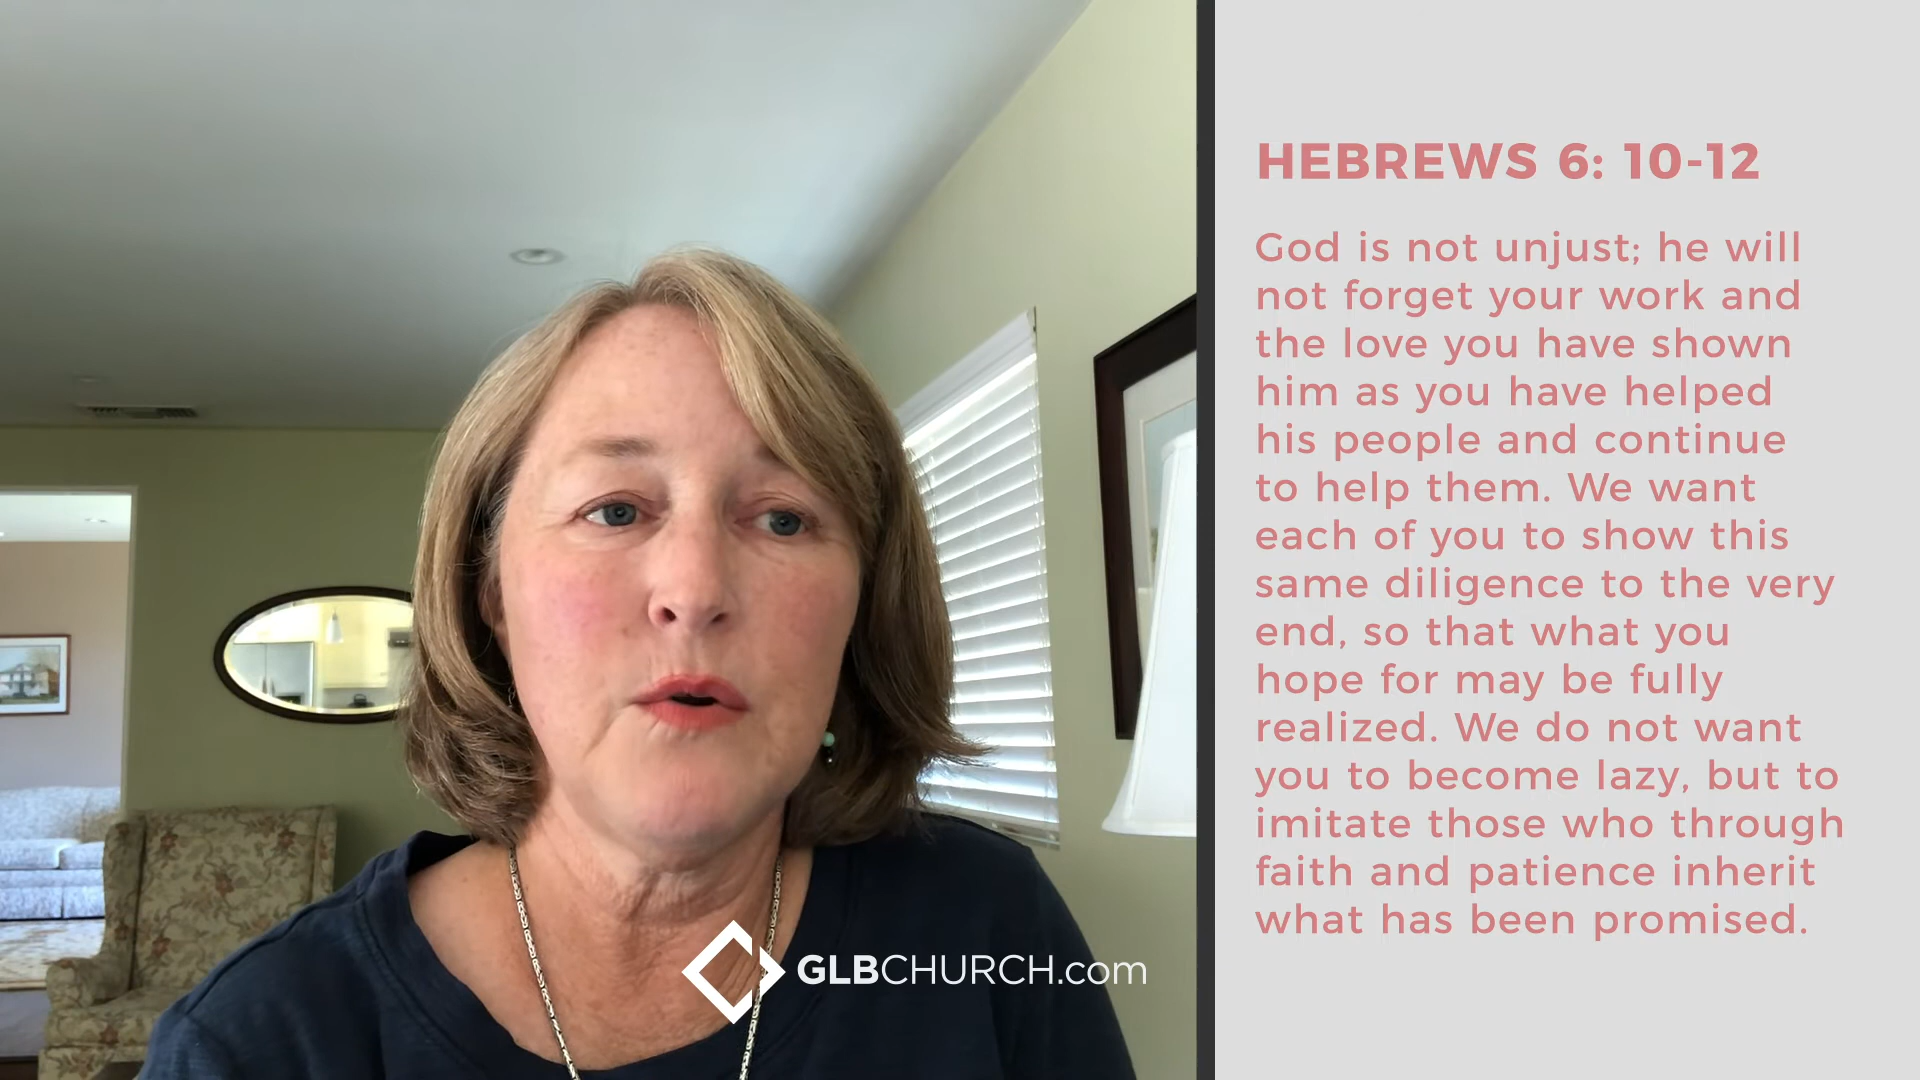 HEBREWS 6: 10-12
God is not unjust; he will
not forget your work and
the love you have shown
him as you have helped
his people and continue
to help them. We want
each of you to show this
same diligence to the very
end, so that what you
hope for may be fully
realized. We do not want
you to become lazy, but to
imitate those who through
faith and patience inherit
what has been promised.
GLBCHURCH.com